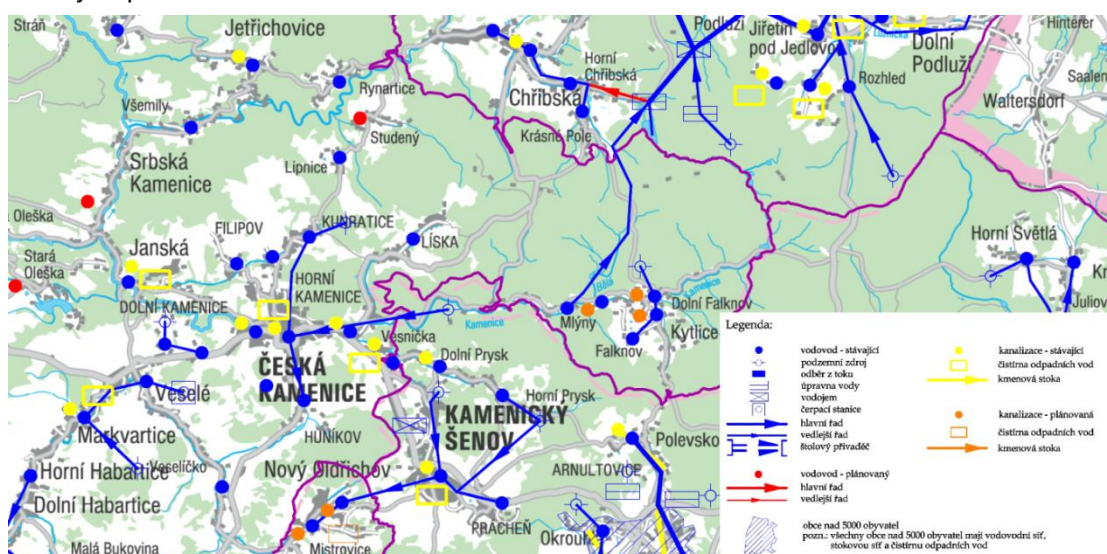 Stráň
Jetřichovice
Podluží
Jiřetín
pod Jedlovou
Dolní
Podluží
Hinterer
Horní
Chřibská
Chřibská
Rynartice
Rozhled
Saalen
Waltersdorf
Všemily
Studený
Krásné Pole
Srbská
Kamenice
Lipnice
Oleška
KUNRATICE
FILIPOV
LÍSKA
Janská
Stará
Oleška
HORNÍ
KAMENICE
DOLNÍ KAMENICE
Horní Světlá
Juliov
Bělá
Kamenice
Kamenice
Mlýny
Dolní Falknov
Kytlice
Falknov
Vesnička
Dolní Prysk
ČESKÁ
KAMENICE
Veselé
Horní Prysk
KAMENICKÝ
ŠENOV
Markvartice
HUNÍKOV
Polevsko
Veselíčko
Horní Habartice
Nový Oldřichov
ARNULTOVICE
Dolní Habartice
PRÁCHEŇ
Okrouh
Mistrovice
Malá Bukovina
Legenda:
vodovod - stávající
podzemní zdroj
odběr z toku
úpravna vody
vodojem
čerpací stanice
hlavní řad
vedlejší řad
štolový přivaděč
vodovod - plánovaný
hlavní řad
vedlejší řad
kanalizace - stávající
čistírna odpadních vod
kmenová stoka
kanalizace - plánovaná
čistírna odpadních vod
kmenová stoka
obce nad 5000 obyvatel
pozn.: všechny obce nad 5000 obyvatel mají vodovodní síť,
stokovou síť a čistírnu odpadních vod